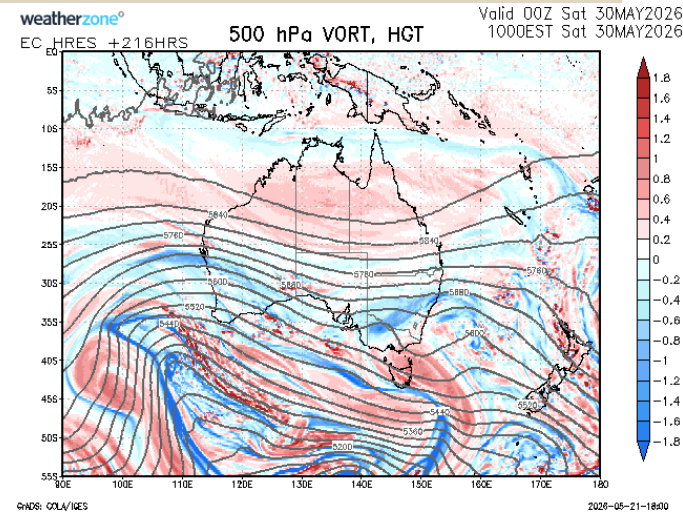 weatherzone°
Valid 00Z Sat 30MAY2026
500 hPa VORT, HGT
1000EST Sat 30MAY2026
EC HRES +216HRS
EQ
5S
10S
15S
20S
25S
30S
35S
40S
45S
50S
55S
5840
5760
5840
5760
5760
5680
5600
5680
5520
5440
5600
5520
5440
5360
5200
90E
100E
110E
120E
130E
140E
150E
160E
170E
180
1.8
1.6
1.4
1.2
1
0.8
0.6
0.4
0.2
0
−0.2
−0.4
−0.6
−0.8
−1
−1.2
−1.4
−1.6
−1.8
GrADS: COLA/IGES
2026-05-21-18:00